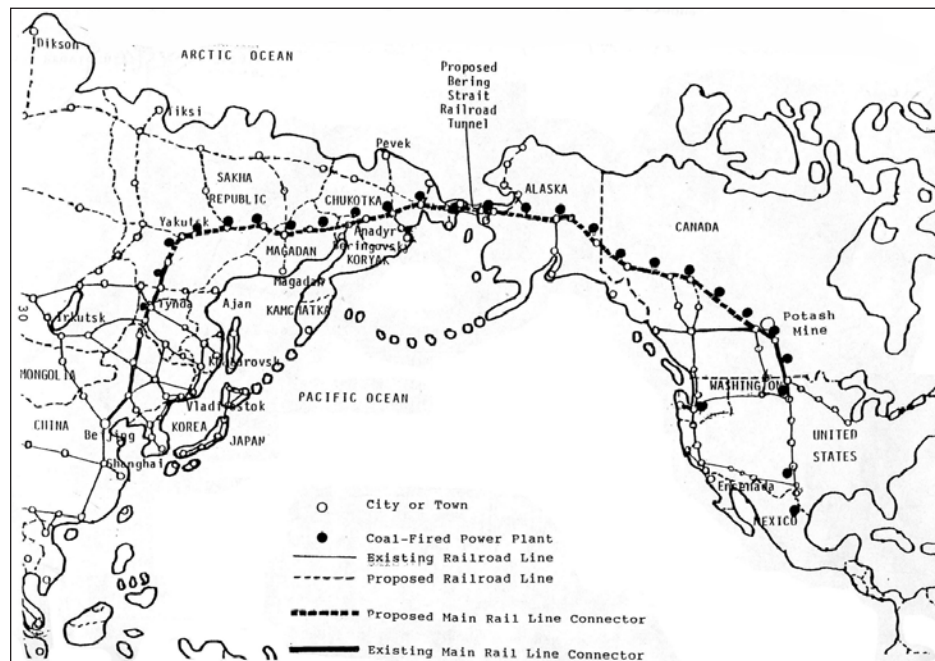 Dikson
ARCTIC OCEAN
Proposed
Bering
Strait
Railroad
Tunnel
Tiksi
Pevek
SAKHA
REPUBLIC
CHUKOTKA
ALASKA
Yakutsk
CANADA
Anadyr
Beringovski
MAGADAN
KORYAK
Magadan
Ajan
KAMCHATKA
Tynda
30
Irkutsk
Potash
Mine
Khabarovsk
MONGOLIA
WASHINGTON
Vladivostok
PACIFIC OCEAN
CHINA
KOREA
Beijing
JAPAN
UNITED
STATES
Shanghai
Ensenada
MEXICO
City or Town
Coal-Fired Power Plant
Existing Railroad Line
Proposed Railroad Line
Proposed Main Rail Line Connector
Existing Main Rail Line Connector